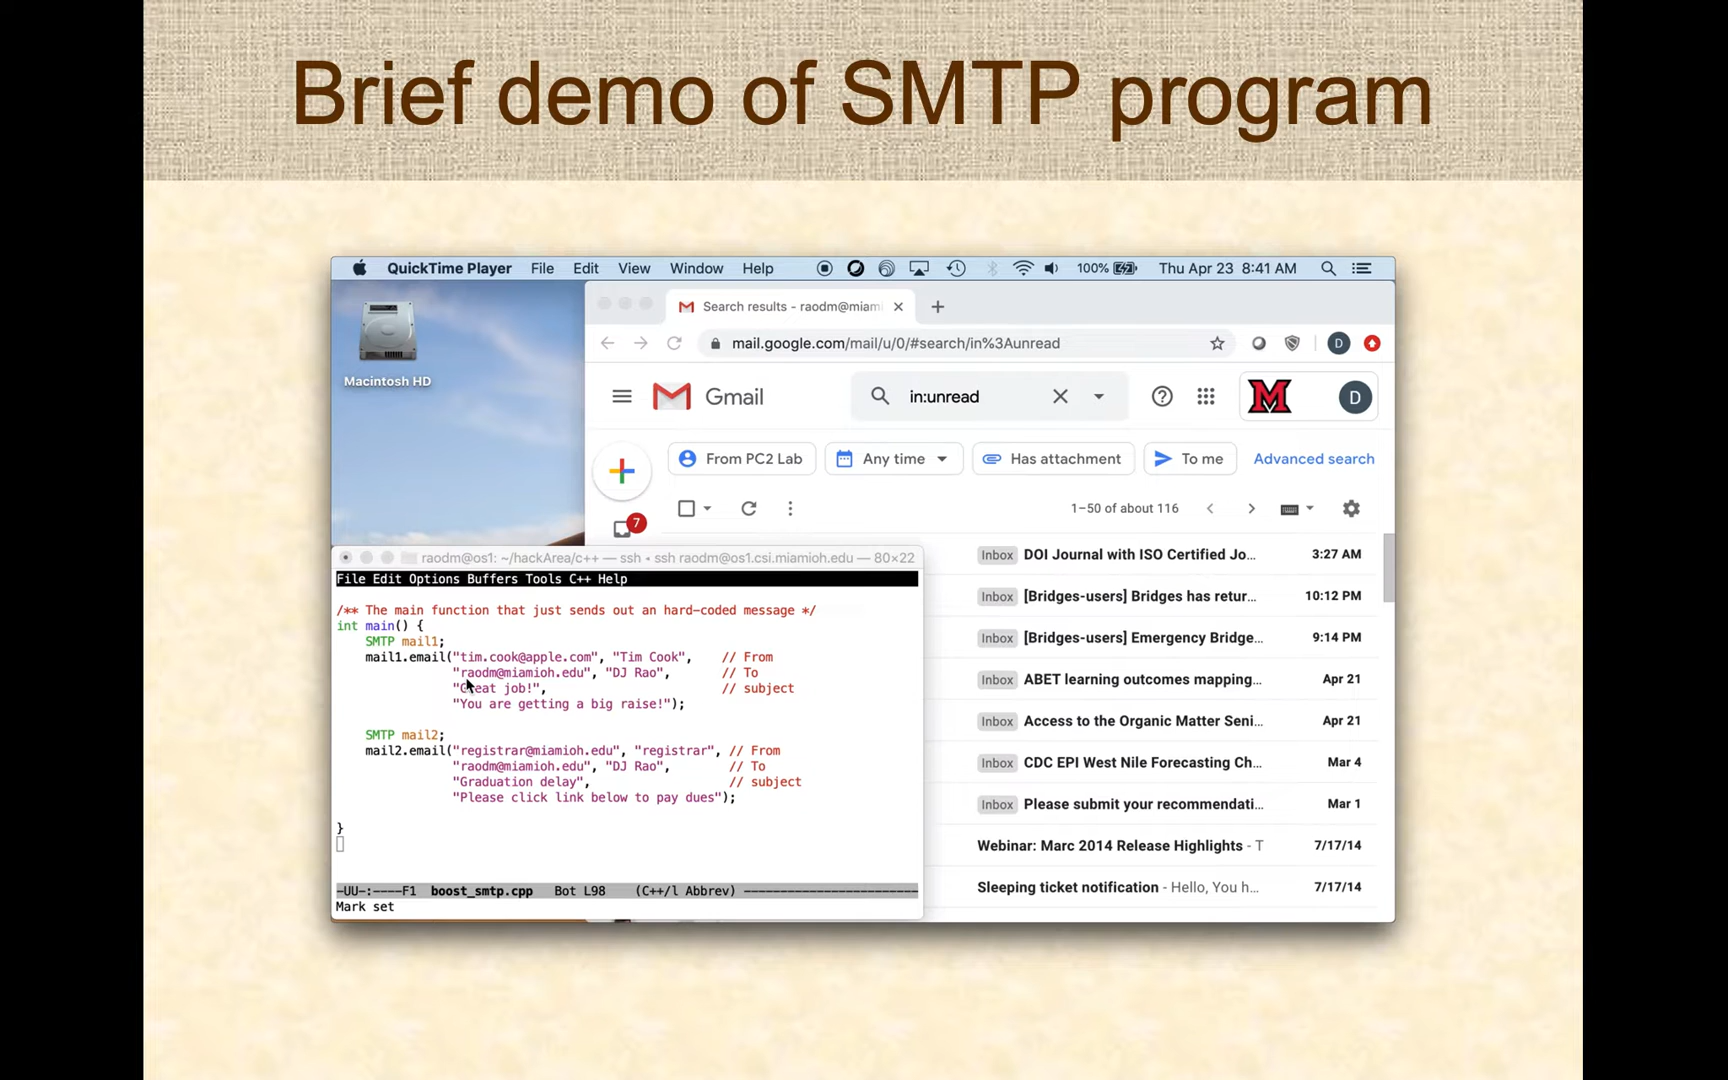 Brief demo of SMTP program
QuickTime Player File Edit View Window Help 100% Thu Apr 23 8:41 AM
Macintosh HD
Search results - raodm@miam
mail.google.com/mail/u/0/#search/in%3Aunread
D
Gmail
in:unread
M
D
From PC2 Lab
Any time
Has attachment
To me
Advanced search
1–50 of about 116
7
Inbox DOI Journal with ISO Certified Jo... 3:27 AM
Inbox [Bridges-users] Bridges has retur... 10:12 PM
Inbox [Bridges-users] Emergency Bridge... 9:14 PM
Inbox ABET learning outcomes mapping... Apr 21
Inbox Access to the Organic Matter Seni... Apr 21
Inbox CDC EPI West Nile Forecasting Ch... Mar 4
Inbox Please submit your recommendati... Mar 1
Webinar: Marc 2014 Release Highlights - T 7/17/14
Sleeping ticket notification - Hello, You h... 7/17/14
raodm@os1: ~/hackArea/c++ — ssh • ssh raodm@os1.csi.miamioh.edu — 80×22
File Edit Options Buffers Tools C++ Help
/** The main function that just sends out an hard-coded message */
int main() {
SMTP mail1;
mail1.email("tim.cook@apple.com", "Tim Cook", // From
"raodm@miamioh.edu", "DJ Rao", // To
"Great job!", // subject
"You are getting a big raise!");
SMTP mail2;
mail2.email("registrar@miamioh.edu", "registrar", // From
"raodm@miamioh.edu", "DJ Rao", // To
"Graduation delay", // subject
"Please click link below to pay dues");
}
-UU-:----F1 boost_smtp.cpp Bot L98 (C++/l Abbrev) ------------------------
Mark set